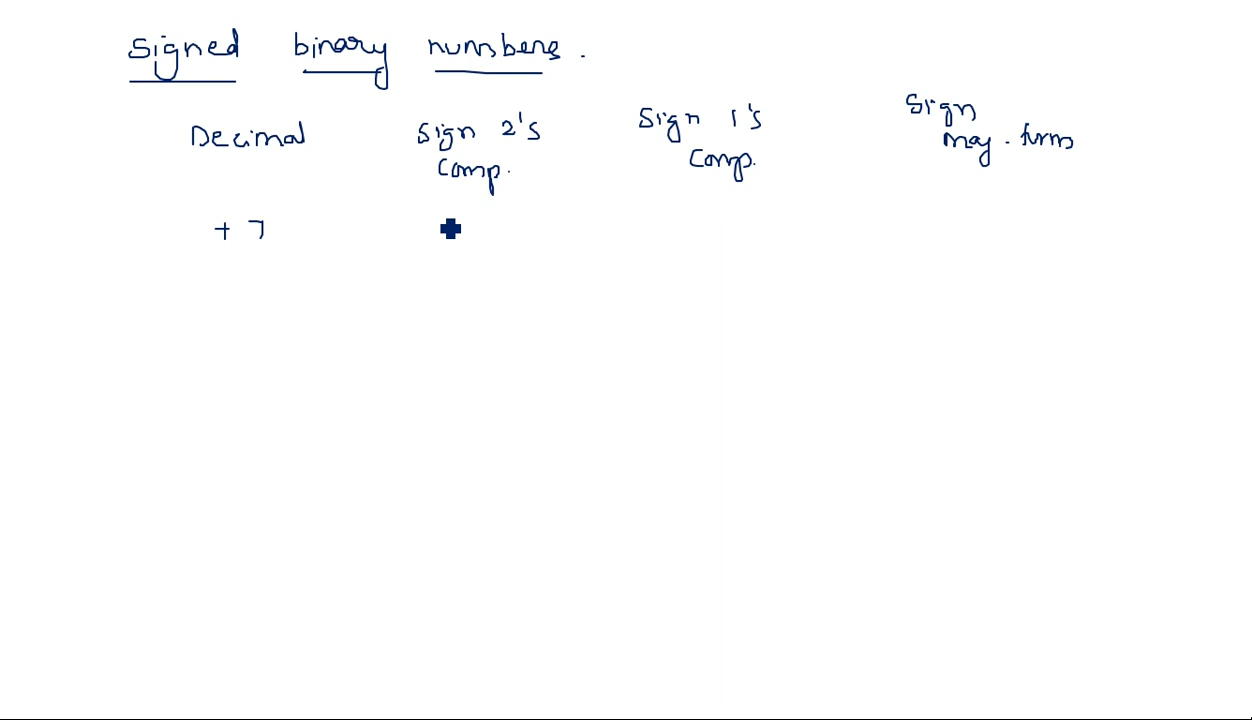 Signed binary numbers.
Decimal Sign 2's Comp. Sign 1's Comp. Sign mag. form
+ 7